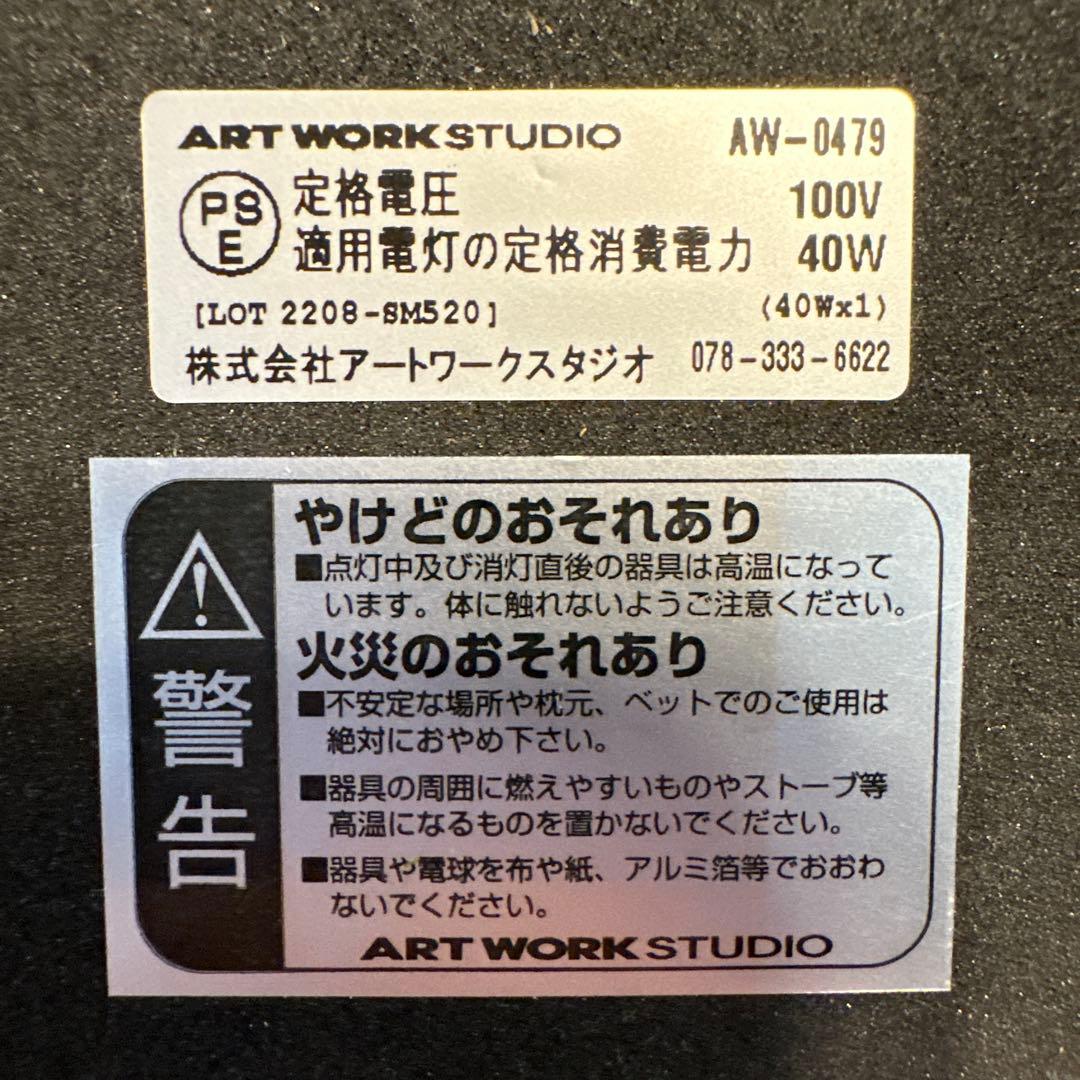 ART WORKSTUDIO AW-0479
PSE 定格電圧 100V
適用電灯の定格消費電力 40W
[LOT 2208-SM520] (40Wx1)
株式会社アートワークスタジオ 078-333-6622
警告
やけどのおそれあり
■点灯中及び消灯直後の器具は高温になって
います。体に触れないようご注意ください。
火災のおそれあり
■不安定な場所や枕元、ベットでのご使用は
絶対におやめ下さい。
■器具の周囲に燃えやすいものやストーブ等
高温になるものを置かないでください。
■器具や電球を布や紙、アルミ箔等でおおわ
ないでください。
ART WORKSTUDIO